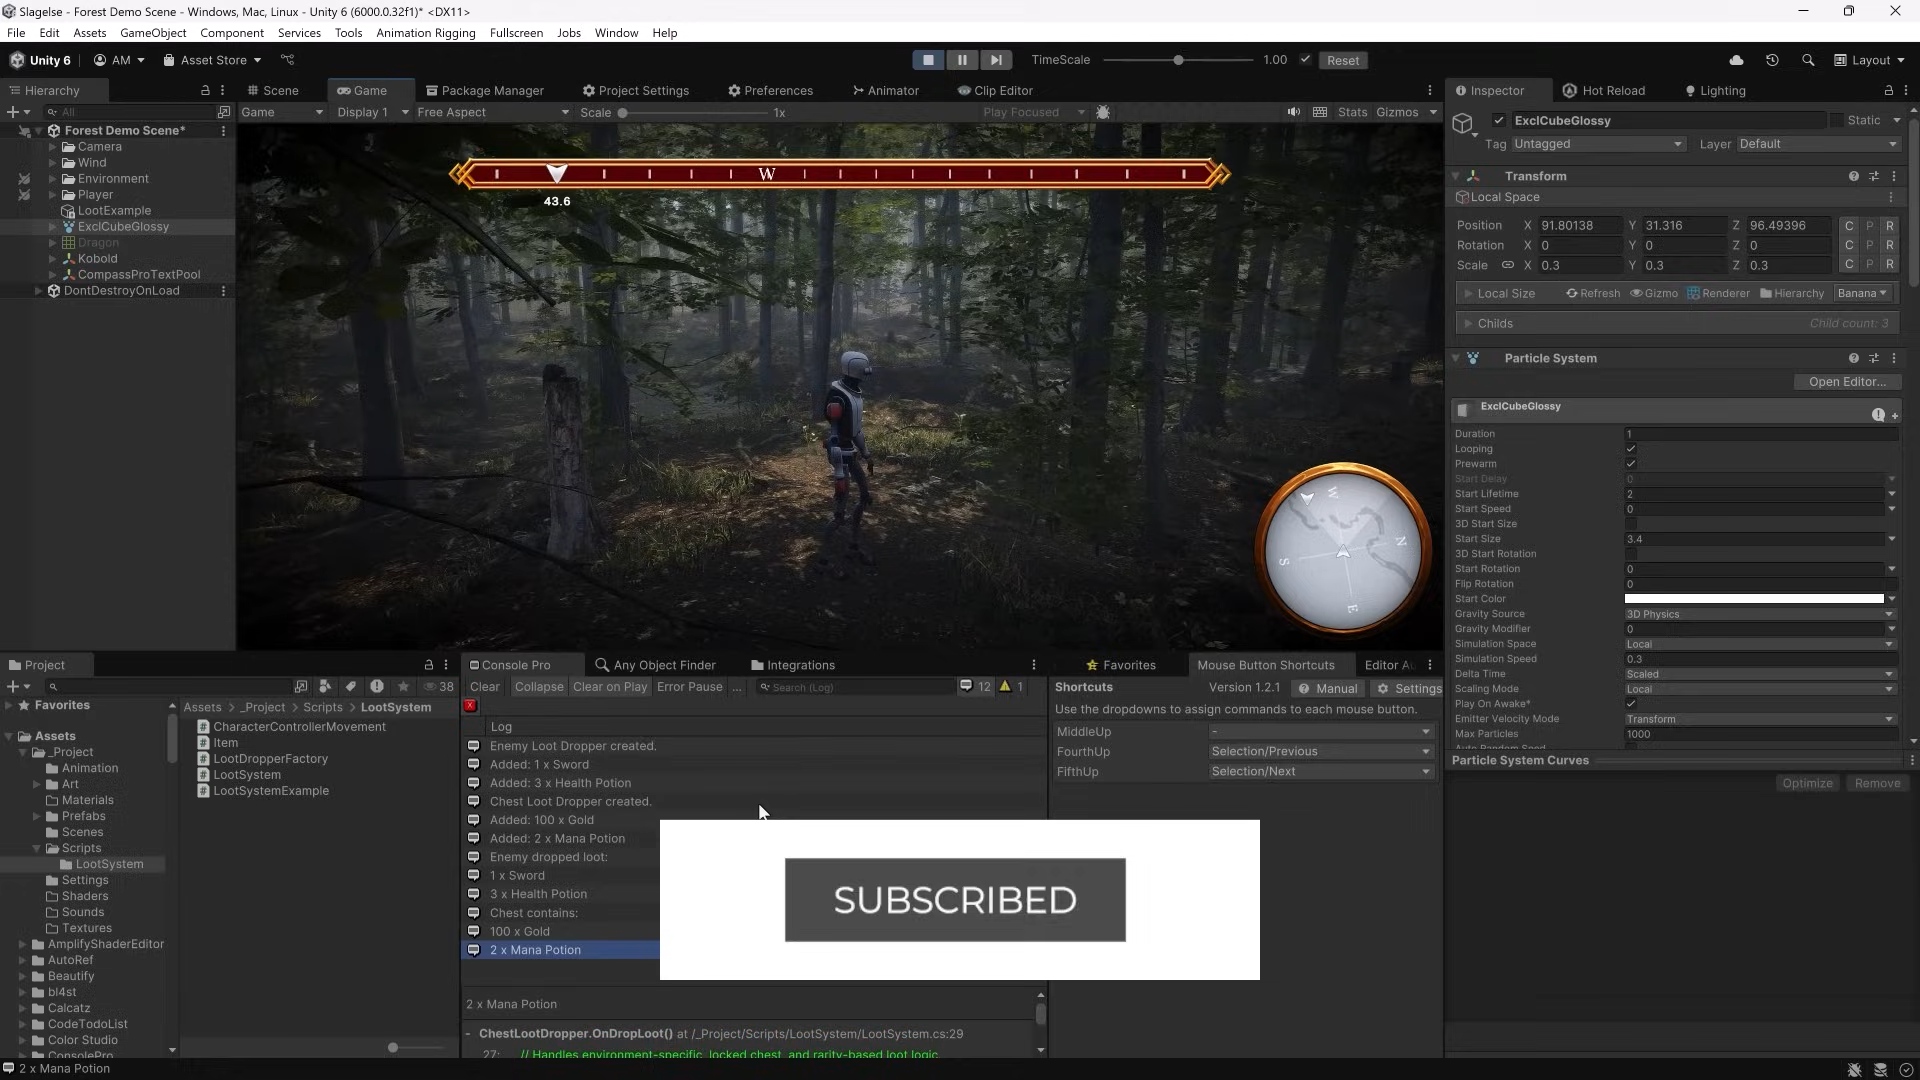 Slagelse - Forest Demo Scene - Windows, Mac, Linux - Unity 6 (6000.0.32f1)* <DX11>
File Edit Assets GameObject Component Services Tools Animation Rigging Fullscreen Jobs Window Help
Unity 6 AM Asset Store TimeScale 1.00 Reset Layout
Hierarchy Scene Game Package Manager Project Settings Preferences Animator Clip Editor Inspector Hot Reload Lighting
All Game Display 1 Free Aspect Scale 1x Play Focused Stats Gizmos
Forest Demo Scene*
Camera
Wind
Environment
Player
LootExample
ExclCubeGlossy
Dragon
Kobold
CompassProTextPool
DontDestroyOnLoad
W
43.6
W
N
S
E
ExclCubeGlossy Static
Tag Untagged Layer Default
Transform
Local Space
Position X 91.80138 Y 31.316 Z 96.49396 C P R
Rotation X 0 Y 0 Z 0 C P R
Scale X 0.3 Y 0.3 Z 0.3 C P R
Local Size Refresh Gizmo Renderer Hierarchy Banana
Childs Child count: 3
Particle System
Open Editor...
ExclCubeGlossy
Duration 1
Looping
Prewarm
Start Delay 0
Start Lifetime 2
Start Speed 0
3D Start Size
Start Size 3.4
3D Start Rotation
Start Rotation 0
Flip Rotation 0
Start Color
Gravity Source 3D Physics
Gravity Modifier 0
Simulation Space Local
Simulation Speed 0.3
Delta Time Scaled
Scaling Mode Local
Play On Awake*
Emitter Velocity Mode Transform
Max Particles 1000
Auto Random Seed
Particle System Curves
Optimize Remove
Project
38
Favorites
Assets
_Project
Animation
Art
Materials
Prefabs
Scenes
Scripts
LootSystem
Settings
Shaders
Sounds
Textures
AmplifyShaderEditor
AutoRef
Beautify
bl4st
Calcatz
CodeTodoList
Color Studio
ConsolePro
Assets > _Project > Scripts > LootSystem
CharacterControllerMovement
Item
LootDropperFactory
LootSystem
LootSystemExample
Console Pro Any Object Finder Integrations
Clear Collapse Clear on Play Error Pause ... Search (Log) 12 1
Log
Enemy Loot Dropper created.
Added: 1 x Sword
Added: 3 x Health Potion
Chest Loot Dropper created.
Added: 100 x Gold
Added: 2 x Mana Potion
Enemy dropped loot:
1 x Sword
3 x Health Potion
Chest contains:
100 x Gold
2 x Mana Potion
2 x Mana Potion
- ChestLootDropper.OnDropLoot() at /_Project/Scripts/LootSystem/LootSystem.cs:29
27: // Handles environment-specific, locked chest, and rarity-based loot logic
Favorites Mouse Button Shortcuts Editor Au
Shortcuts Version 1.2.1 Manual Settings
Use the dropdowns to assign commands to each mouse button.
MiddleUp -
FourthUp Selection/Previous
FifthUp Selection/Next
SUBSCRIBED
2 x Mana Potion